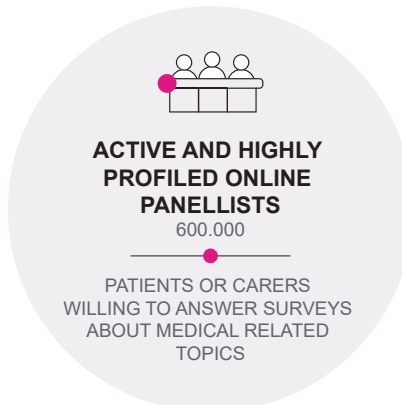 ACTIVE AND HIGHLY
PROFILED ONLINE
PANELLISTS
600.000
PATIENTS OR CARERS
WILLING TO ANSWER SURVEYS
ABOUT MEDICAL RELATED
TOPICS